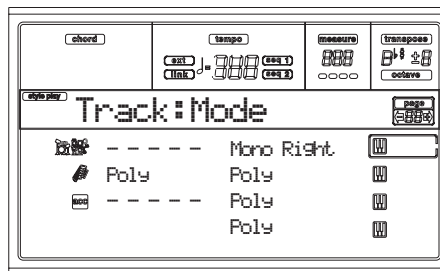 chord tempo measure transpose
ext seq 1
link seq 2
octave
style play Track:Mode page
- - - - - Mono Right
Poly Poly
acc - - - - - Poly
Poly